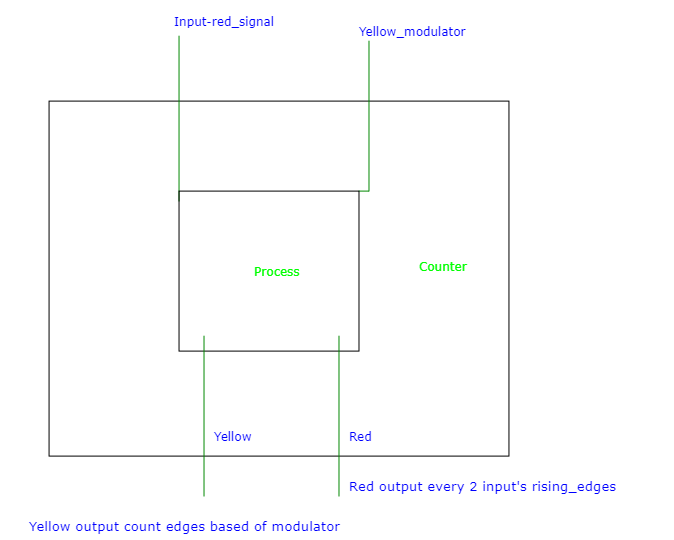 Input-red_signal
Yellow_modulator
Process
Counter
Yellow
Red
Red output every 2 input's rising_edges
Yellow output count edges based of modulator